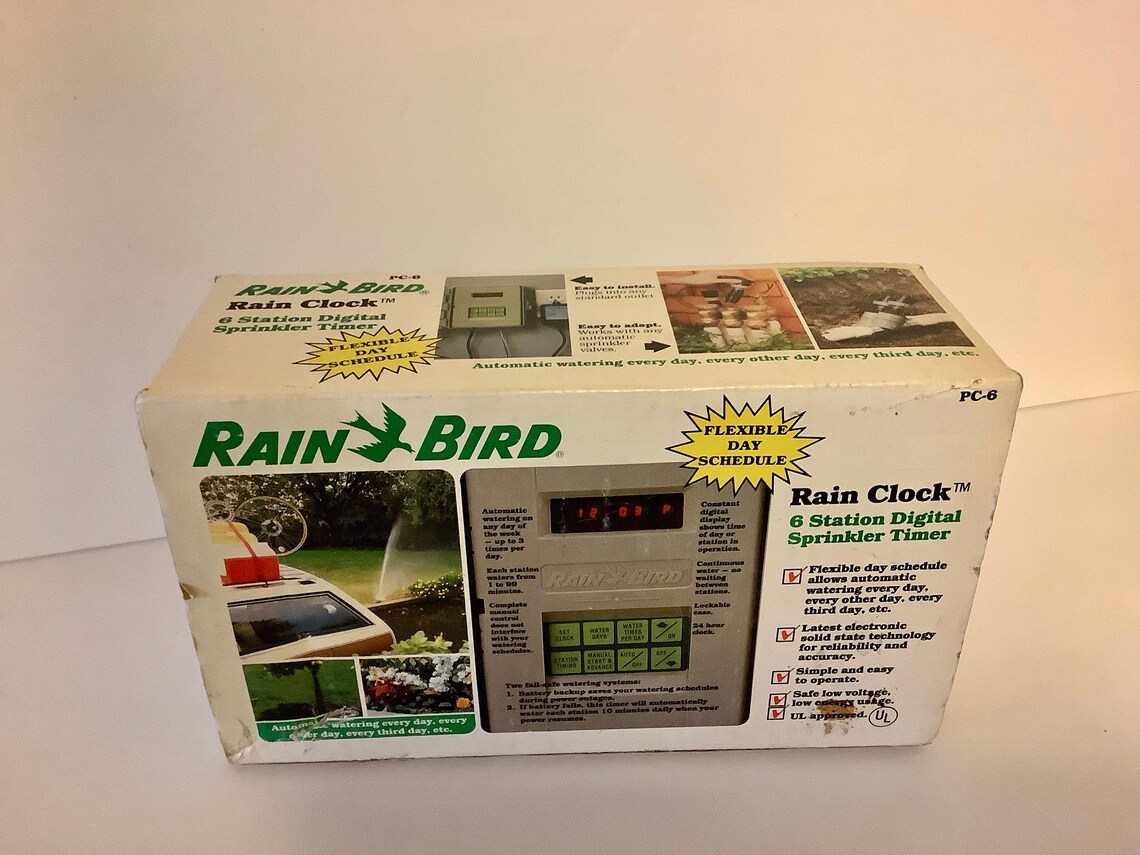 PC-6
RAIN BIRD®
Rain Clock™
6 Station Digital
Sprinkler Timer
FLEXIBLE
DAY
SCHEDULE
Easy to install.
Plugs into any
standard outlet.
Easy to adapt.
Works with any
automatic
sprinkler
valves.
Automatic watering every day, every other day, every third day, etc.
PC-6
RAIN BIRD®
FLEXIBLE
DAY
SCHEDULE
Automatic
watering on
any day of
the week
— up to 3
times per
day.
Each station
waters from
1 to 99
minutes.
Complete
manual
control
does not
interfere
with your
watering
schedules.
12 03 P
RAIN BIRD
SET
CLOCK
WATER
DAYS
WATER
TIMES
PER DAY
ON
STATION
TIMING
MANUAL
START &
ADVANCE
AUTO
OFF
OFF
Constant
digital
display
shows time
of day or
station in
operation.
Continuous
water — no
waiting
between
stations.
Lockable
case.
24 hour
clock.
Two fail-safe watering systems:
1. Battery backup saves your watering schedules
during power outages.
2. If battery fails, this timer will automatically
water each station 10 minutes daily when your
power resumes.
Automatic watering every day, every
other day, every third day, etc.
Rain Clock™
6 Station Digital
Sprinkler Timer
Flexible day schedule
allows automatic
watering every day,
every other day, every
third day, etc.
Latest electronic
solid state technology
for reliability and
accuracy.
Simple and easy
to operate.
Safe low voltage,
low energy usage.
UL approved. UL